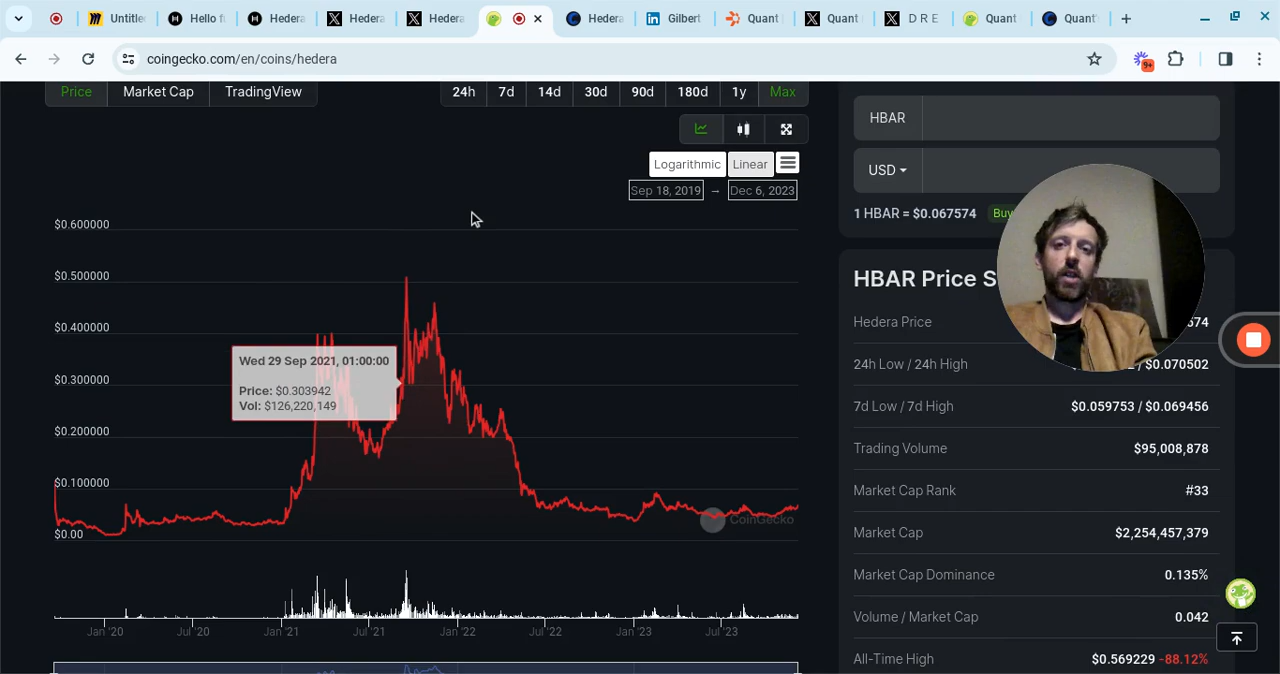 Untitle
Hello f
Hedera
Hedera
Hedera
Hedera
Gilbert
Quant
Quant
D R E
Quant
Quant'
coingecko.com/en/coins/hedera
9+
Price
Market Cap
TradingView
24h
7d
14d
30d
90d
180d
1y
Max
Logarithmic
Linear
Sep 18, 2019 → Dec 6, 2023
$0.600000
$0.500000
$0.400000
$0.300000
$0.200000
$0.100000
$0.00
Wed 29 Sep 2021, 01:00:00
Price: $0.303942
Vol: $126,220,149
CoinGecko
Jan '20
Jul '20
Jan '21
Jul '21
Jan '22
Jul '22
Jan '23
Jul '23
HBAR
USD
1 HBAR = $0.067574
Buy
HBAR Price S
Hedera Price
574
24h Low / 24h High
/ $0.070502
7d Low / 7d High
$0.059753 / $0.069456
Trading Volume
$95,008,878
Market Cap Rank
#33
Market Cap
$2,254,457,379
Market Cap Dominance
0.135%
Volume / Market Cap
0.042
All-Time High
$0.569229 -88.12%